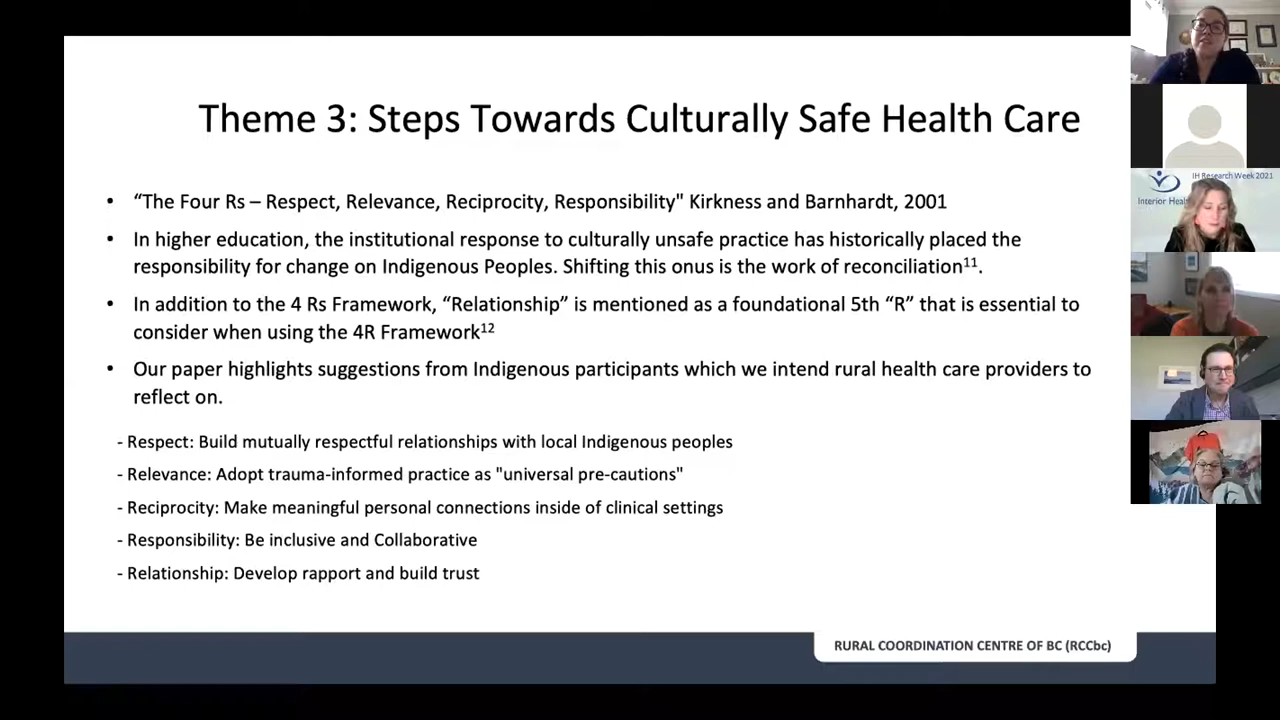 Theme 3: Steps Towards Culturally Safe Health Care
• “The Four Rs – Respect, Relevance, Reciprocity, Responsibility" Kirkness and Barnhardt, 2001
• In higher education, the institutional response to culturally unsafe practice has historically placed the
responsibility for change on Indigenous Peoples. Shifting this onus is the work of reconciliation¹¹.
• In addition to the 4 Rs Framework, “Relationship” is mentioned as a foundational 5th “R” that is essential to
consider when using the 4R Framework¹²
• Our paper highlights suggestions from Indigenous participants which we intend rural health care providers to
reflect on.
- Respect: Build mutually respectful relationships with local Indigenous peoples
- Relevance: Adopt trauma-informed practice as "universal pre-cautions"
- Reciprocity: Make meaningful personal connections inside of clinical settings
- Responsibility: Be inclusive and Collaborative
- Relationship: Develop rapport and build trust
RURAL COORDINATION CENTRE OF BC (RCCbc)
IH Research Week 2021
Interior